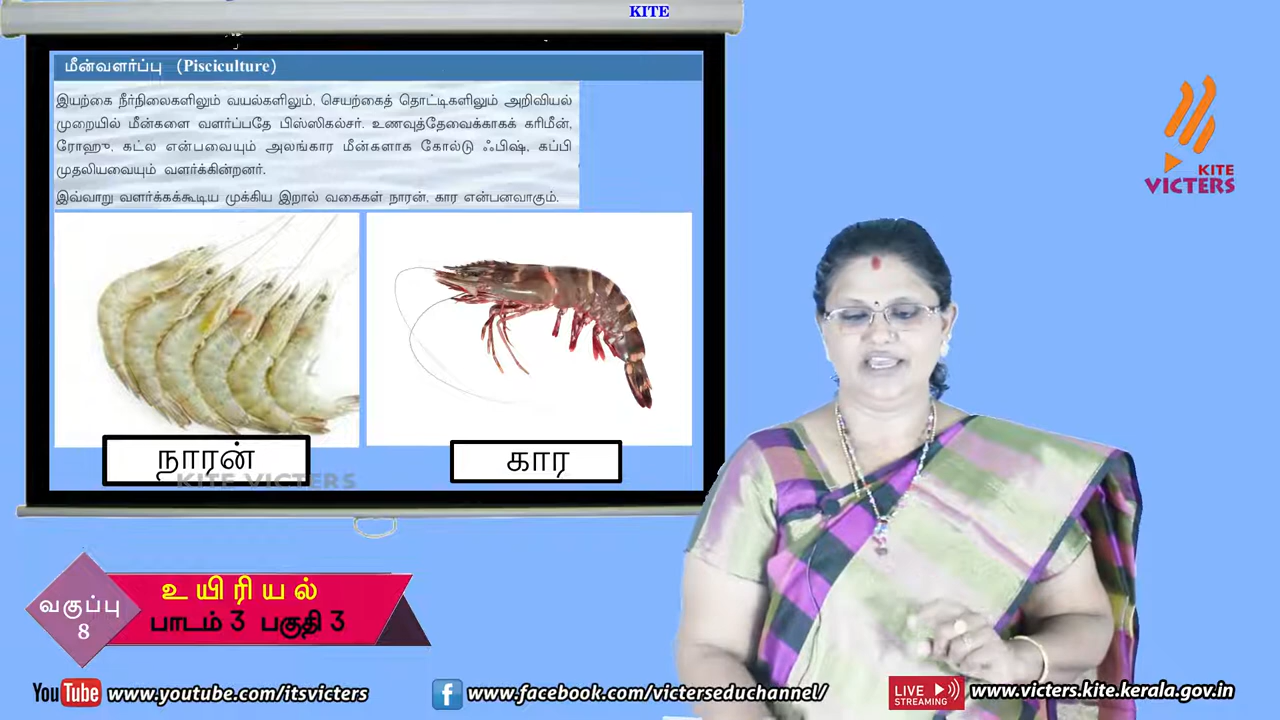 KITE
மீன்வளர்ப்பு (Pisciculture)
இயற்கை நீர்நிலைகளிலும் வயல்களிலும், செயற்கைத் தொட்டிகளிலும் அறிவியல்
முறையில் மீன்களை வளர்ப்பதே பிஸ்ஸிகல்சர். உணவுத்தேவைக்காகக் கரிமீன்,
ரோஹு, கட்ல என்பவையும் அலங்கார மீன்களாக கோல்டு ஃபிஷ், கப்பி
முதலியவையும் வளர்க்கின்றனர்.
இவ்வாறு வளர்க்கக்கூடிய முக்கிய இறால் வகைகள் நாரன். கார என்பனவாகும்.
நாரன்
கார
KITE VICTERS
KITE
VICTERS
வகுப்பு
8
உயிரியல்
பாடம் 3 பகுதி 3
YouTube www.youtube.com/itsvicters
f www.facebook.com/victerseduchannel/
LIVE STREAMING www.victers.kite.kerala.gov.in